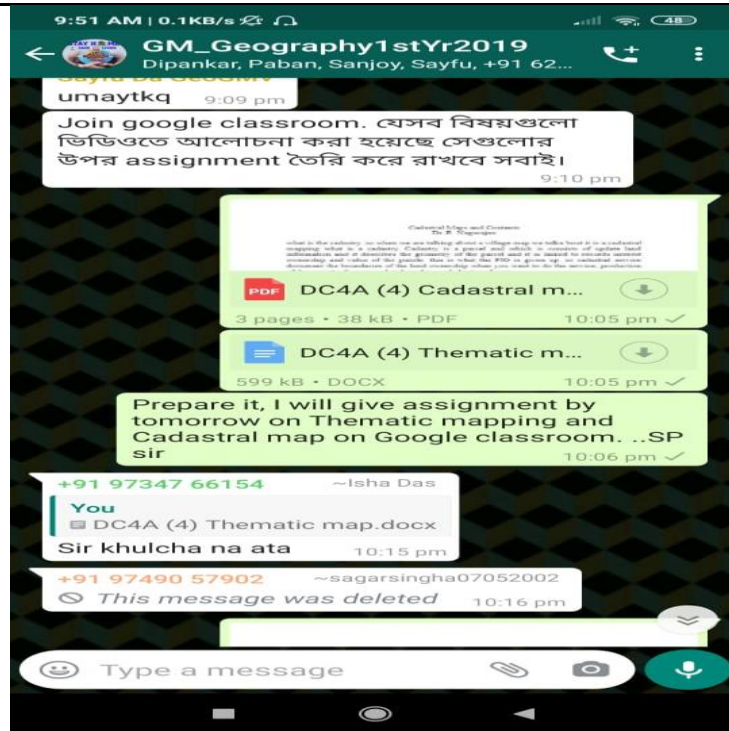 9:51 AM | 0.1KB/s
48
GM_Geography1stYr2019
Dipankar, Paban, Sanjoy, Sayfu, +91 62...
Sayfu Da GeoGMV
umaytkq 9:09 pm
Join google classroom. যেসব বিষয়গুলো
ভিডিওতে আলোচনা করা হয়েছে সেগুলোর
উপর assignment তৈরি করে রাখবে সবাই।
9:10 pm
Cadastral Maps and Contents
PDF DC4A (4) Cadastral m...
3 pages • 38 kB • PDF 10:05 pm
DC4A (4) Thematic m...
599 kB • DOCX 10:05 pm
Prepare it, I will give assignment by
tomorrow on Thematic mapping and
Cadastral map on Google classroom. ..SP
sir 10:06 pm
+91 97347 66154 ~Isha Das
You
DC4A (4) Thematic map.docx
Sir khulcha na ata 10:15 pm
+91 97490 57902 ~sagarsingha07052002
This message was deleted 10:16 pm
Type a message